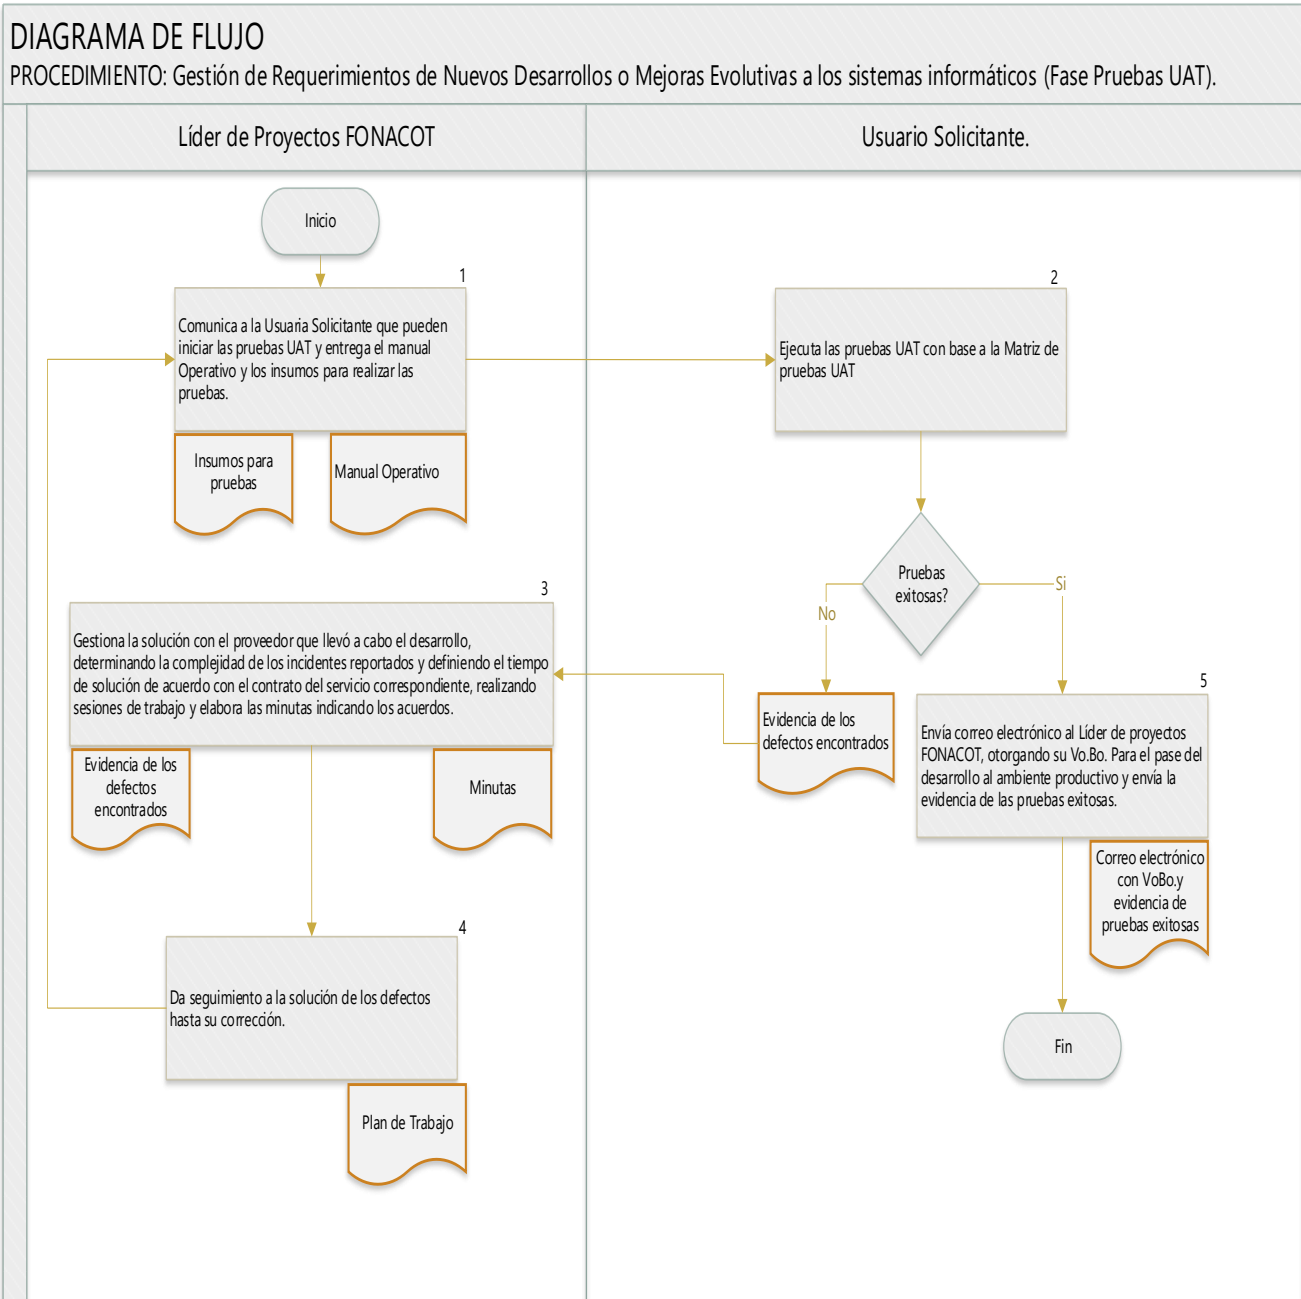 DIAGRAMA DE FLUJO
PROCEDIMIENTO: Gestión de Requerimientos de Nuevos Desarrollos o Mejoras Evolutivas a los sistemas informáticos (Fase Pruebas UAT).
Líder de Proyectos FONACOT
Usuario Solicitante.
Inicio
1
Comunica a la Usuaria Solicitante que pueden
iniciar las pruebas UAT y entrega el manual
Operativo y los insumos para realizar las
pruebas.
Insumos para
pruebas
Manual Operativo
2
Ejecuta las pruebas UAT con base a la Matriz de
pruebas UAT
Pruebas
exitosas?
No
Si
Evidencia de los
defectos encontrados
3
Gestiona la solución con el proveedor que llevó a cabo el desarrollo,
determinando la complejidad de los incidentes reportados y definiendo el tiempo
de solución de acuerdo con el contrato del servicio correspondiente, realizando
sesiones de trabajo y elabora las minutas indicando los acuerdos.
Evidencia de los
defectos
encontrados
Minutas
4
Da seguimiento a la solución de los defectos
hasta su corrección.
Plan de Trabajo
5
Envía correo electrónico al Líder de proyectos
FONACOT, otorgando su Vo.Bo. Para el pase del
desarrollo al ambiente productivo y envía la
evidencia de las pruebas exitosas.
Correo electrónico
con VoBo.y
evidencia de
pruebas exitosas
Fin